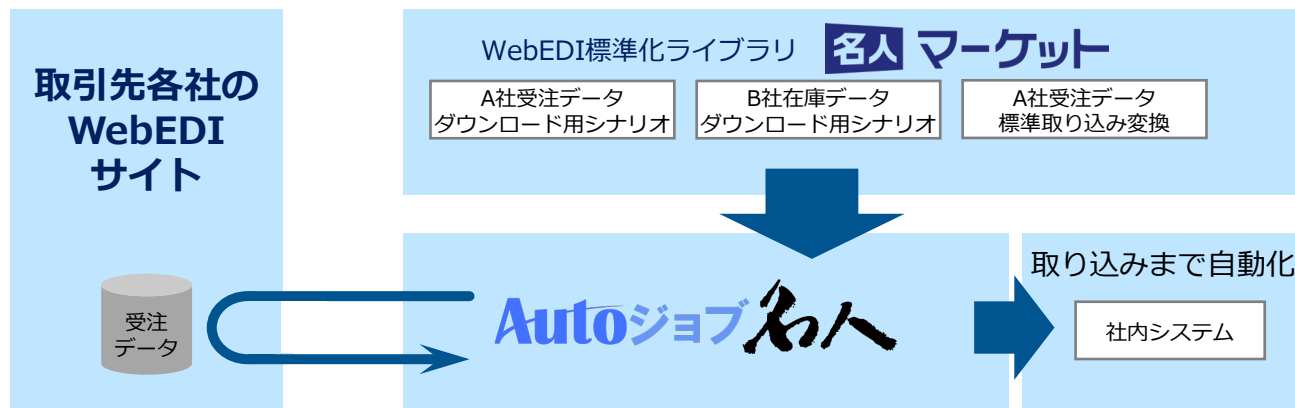 取引先各社の
WebEDI
サイト
受注
データ
WebEDI標準化ライブラリ 名人マーケット
A社受注データ
ダウンロード用シナリオ
B社在庫データ
ダウンロード用シナリオ
A社受注データ
標準取り込み変換
Autoジョブ名人
取り込みまで自動化
社内システム